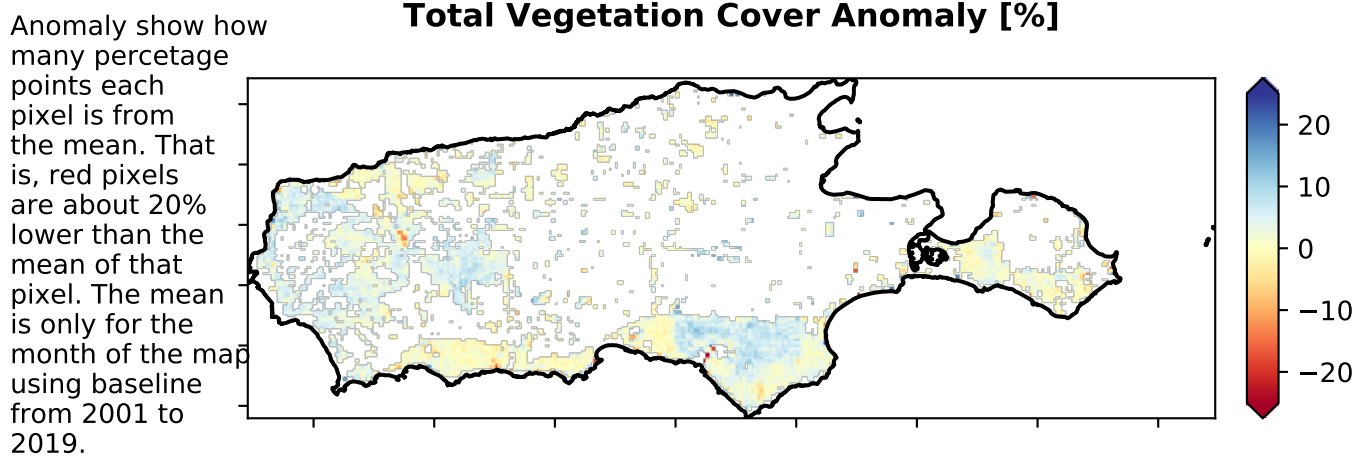 Total Vegetation Cover Anomaly [%]
Anomaly show how
many percetage
points each
pixel is from
the mean. That
is, red pixels
are about 20%
lower than the
mean of that
pixel. The mean
is only for the
month of the map
using baseline
from 2001 to
2019.
20
10
0
−10
−20